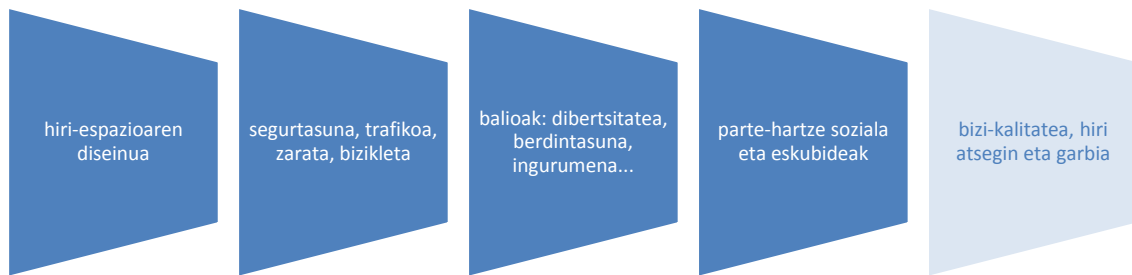 hiri-espazioaren
diseinua
segurtasuna, trafikoa,
zarata, bizikleta
balioak: dibertsitatea,
berdintasuna,
ingurumena...
parte-hartze soziala
eta eskubideak
bizi-kalitatea, hiri
atsegin eta garbia